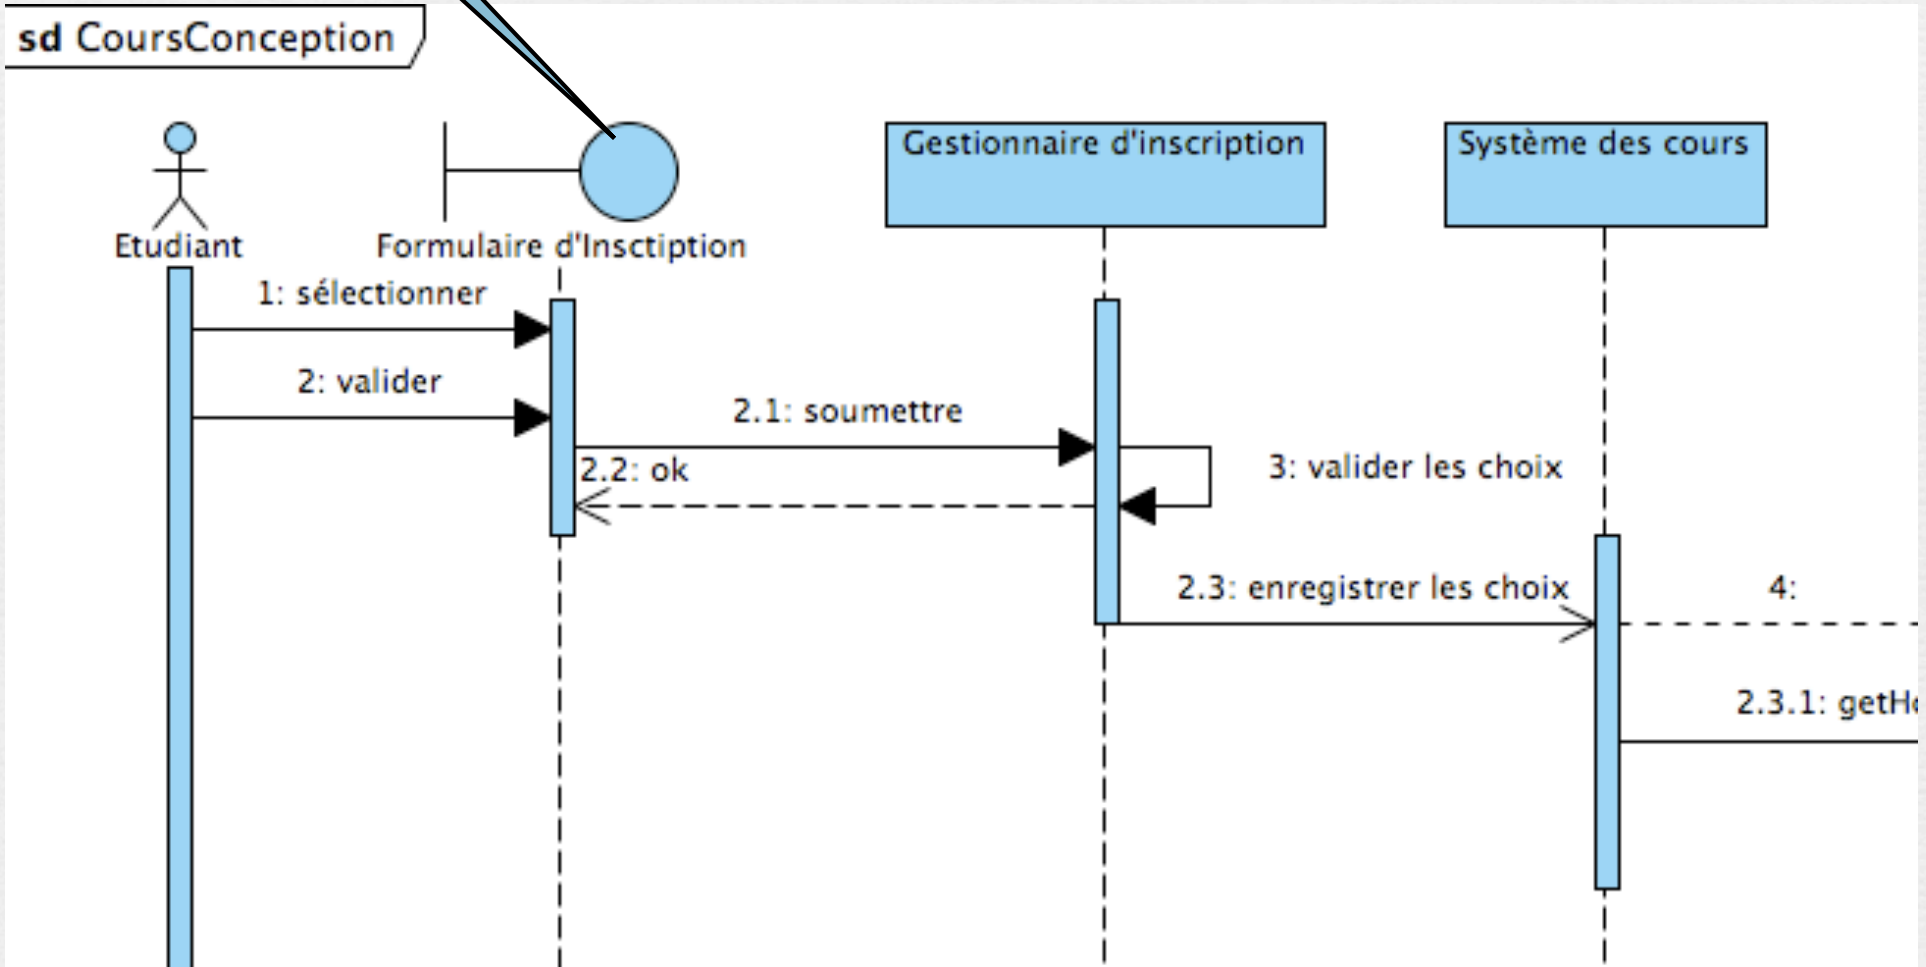 sd CoursConception
Etudiant
Formulaire d'Insctiption
Gestionnaire d'inscription
Système des cours
1: sélectionner
2: valider
2.1: soumettre
2.2: ok
3: valider les choix
2.3: enregistrer les choix
4:
2.3.1: